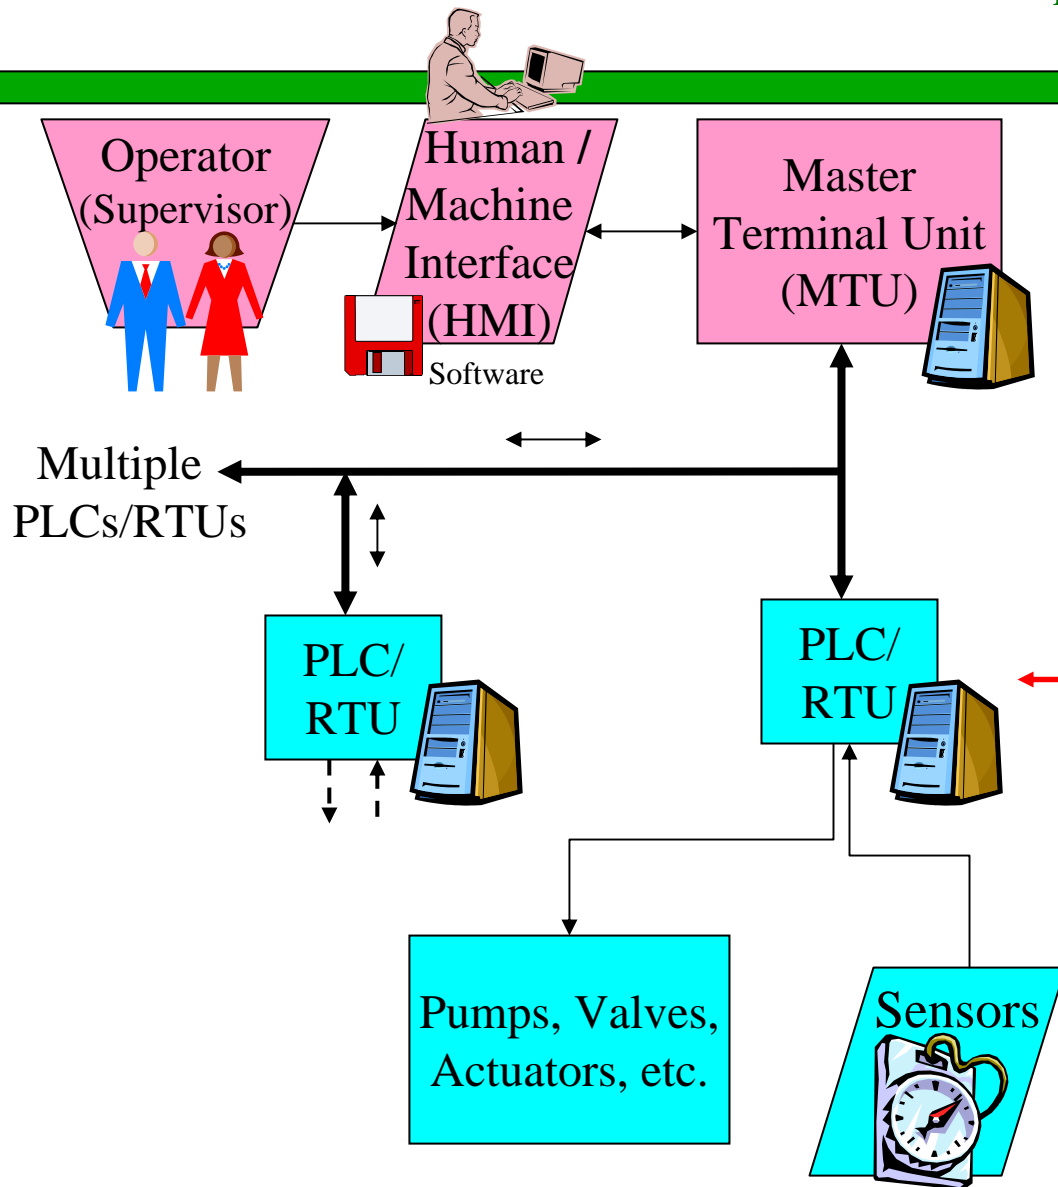 Operator
(Supervisor)
Human /
Machine
Interface
(HMI)
Software
Master
Terminal Unit
(MTU)
Multiple
PLCs/RTUs
PLC/
RTU
PLC/
RTU
Pumps, Valves,
Actuators, etc.
Sensors